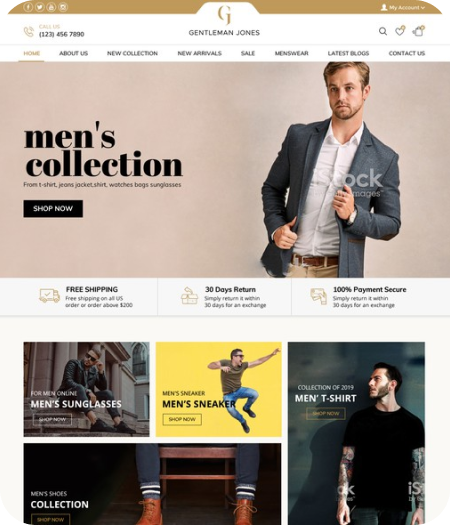 My Account
G
CALL US
(123) 456 7890
GENTLEMAN JONES
HOME ABOUT US NEW COLLECTION NEW ARRIVALS SALE MENSWEAR LATEST BLOGS CONTACT US
men's
collection
From t-shirt, jeans jacket,shirt, watches bags sunglasses
SHOP NOW
iStock
FREE SHIPPING
Free shipping on all US
order or order above $200
30 Days Return
Simply return it within
30 days for an exchange
100% Payment Secure
Simply return it within
30 days for an exchange
FOR MEN ONLINE
MEN'S SUNGLASSES
SHOP NOW
MEN'S SNEAKER
MEN'S SNEAKER
SHOP NOW
COLLECTION OF 2019
MEN' T-SHIRT
SHOP NOW
MEN'S SHOES
COLLECTION
SHOP NOW